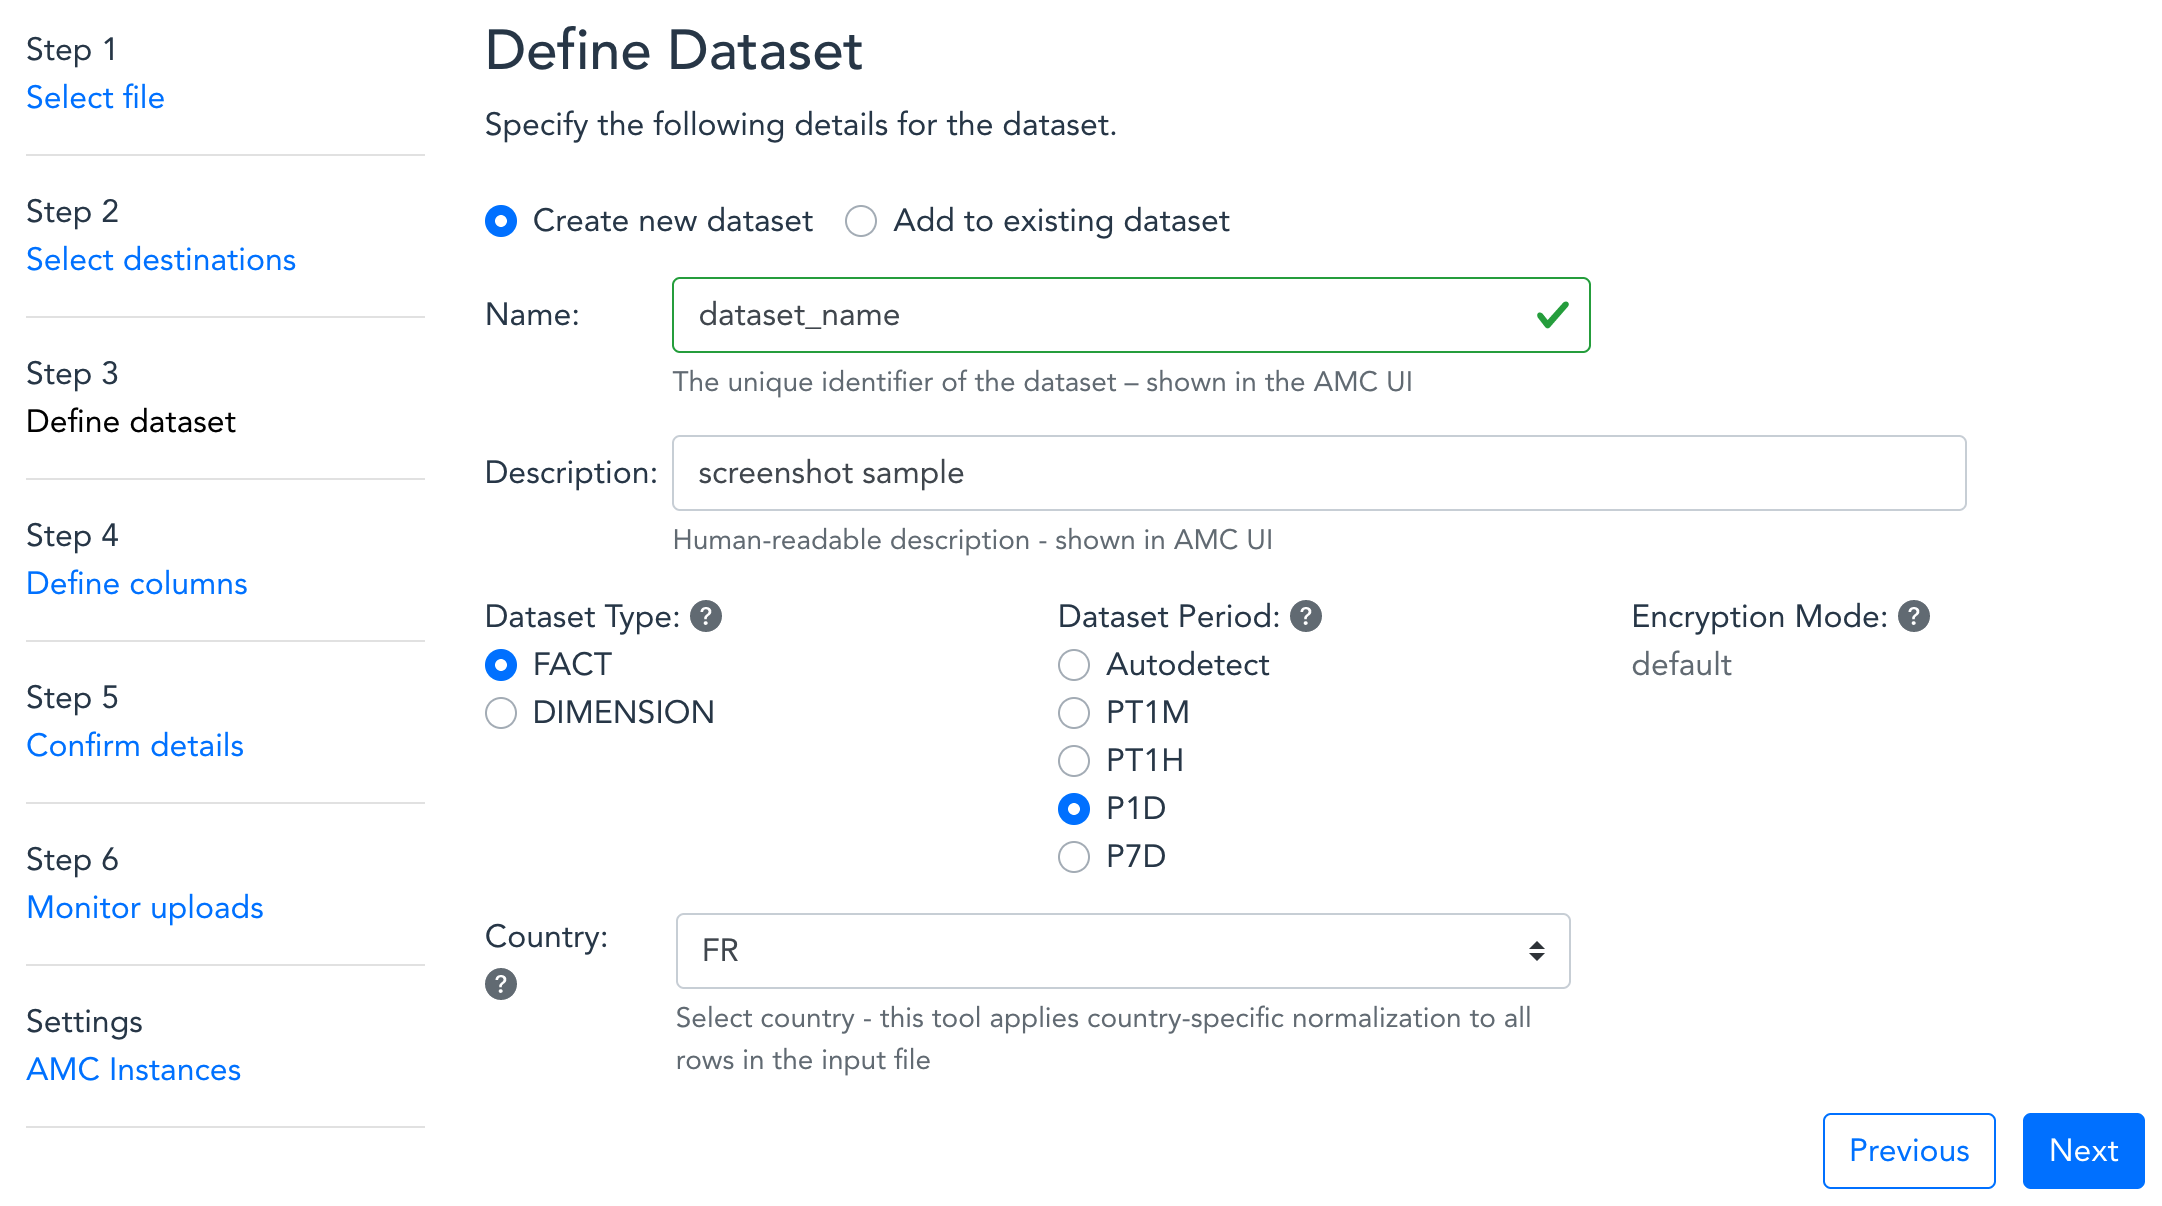 Step 1
Select file
Step 2
Select destinations
Step 3
Define dataset
Step 4
Define columns
Step 5
Confirm details
Step 6
Monitor uploads
Settings
AMC Instances
Define Dataset
Specify the following details for the dataset.
Create new dataset Add to existing dataset
Name: dataset_name
The unique identifier of the dataset – shown in the AMC UI
Description: screenshot sample
Human-readable description - shown in AMC UI
Dataset Type: ?
FACT
DIMENSION
Dataset Period: ?
Autodetect
PT1M
PT1H
P1D
P7D
Encryption Mode: ?
default
Country: FR
?
Select country - this tool applies country-specific normalization to all
rows in the input file
Previous Next